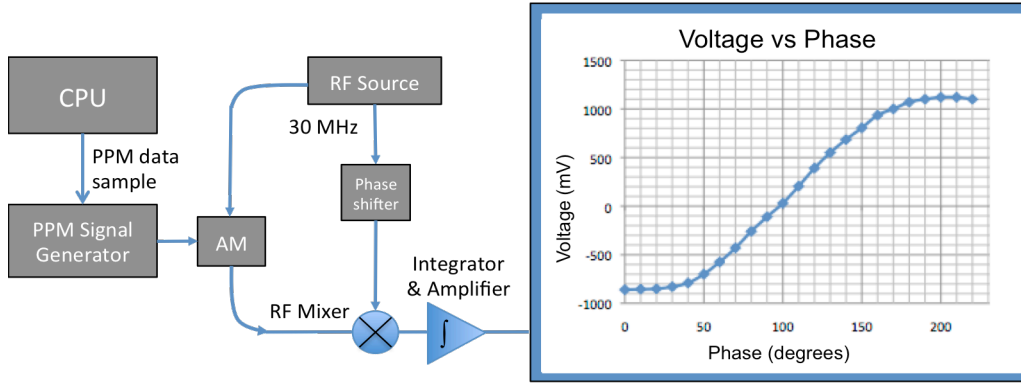 CPU
PPM data
sample
PPM Signal
Generator
RF Source
30 MHz
Phase
shifter
AM
RF Mixer
Integrator
& Amplifier
∫
Voltage vs Phase
Voltage (mV)
1500
1000
500
0
-500
-1000
0
50
100
150
200
Phase (degrees)